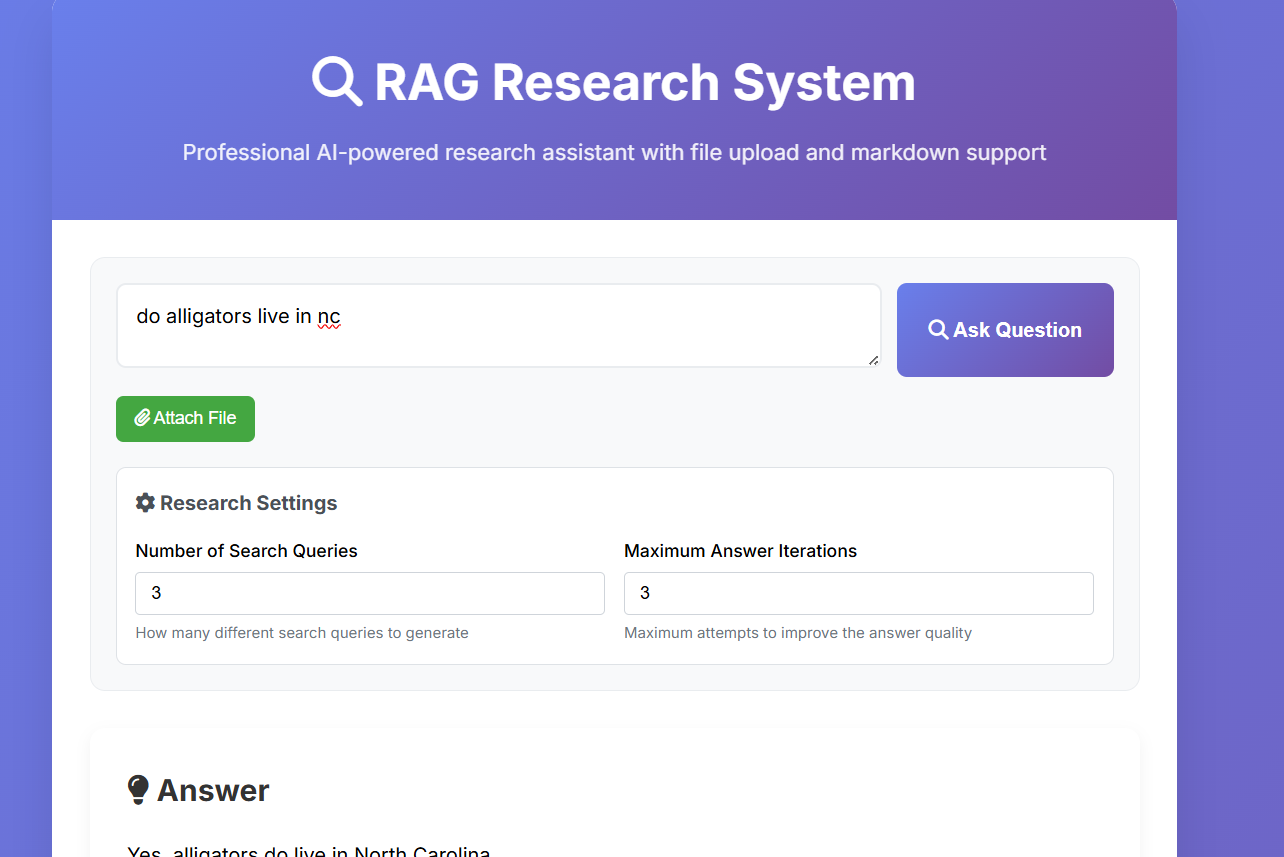 RAG Research System
Professional AI-powered research assistant with file upload and markdown support
do alligators live in nc
Ask Question
Attach File
Research Settings
Number of Search Queries
Maximum Answer Iterations
3
3
How many different search queries to generate
Maximum attempts to improve the answer quality
Answer
Yes, alligators do live in North Carolina